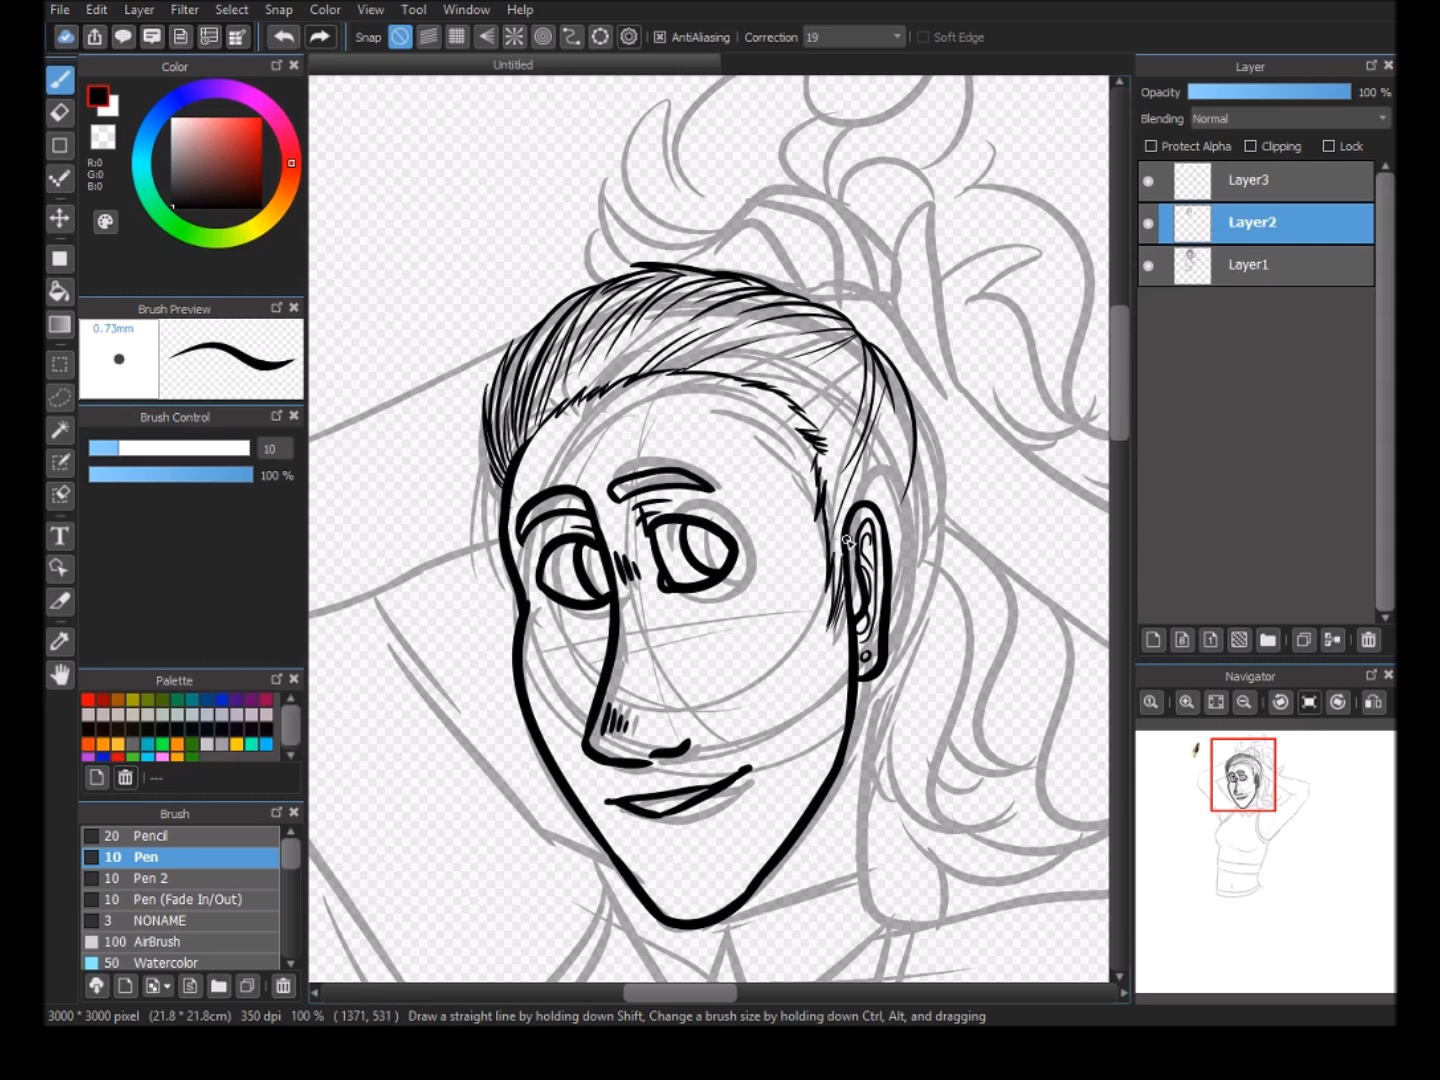 File Edit Layer Filter Select Snap Color View Tool Window Help
Snap AntiAliasing Correction 19 Soft Edge
Color
Untitled
R:0
G:0
B:0
Brush Preview
0.73mm
Brush Control
10
100 %
Palette
---
Brush
20 Pencil
10 Pen
10 Pen 2
10 Pen (Fade In/Out)
3 NONAME
100 AirBrush
50 Watercolor
Layer
Opacity 100 %
Blending Normal
Protect Alpha Clipping Lock
Layer3
Layer2
Layer1
Navigator
3000 * 3000 pixel (21.8 * 21.8cm) 350 dpi 100 % ( 1371, 531 ) Draw a straight line by holding down Shift, Change a brush size by holding down Ctrl, Alt, and dragging